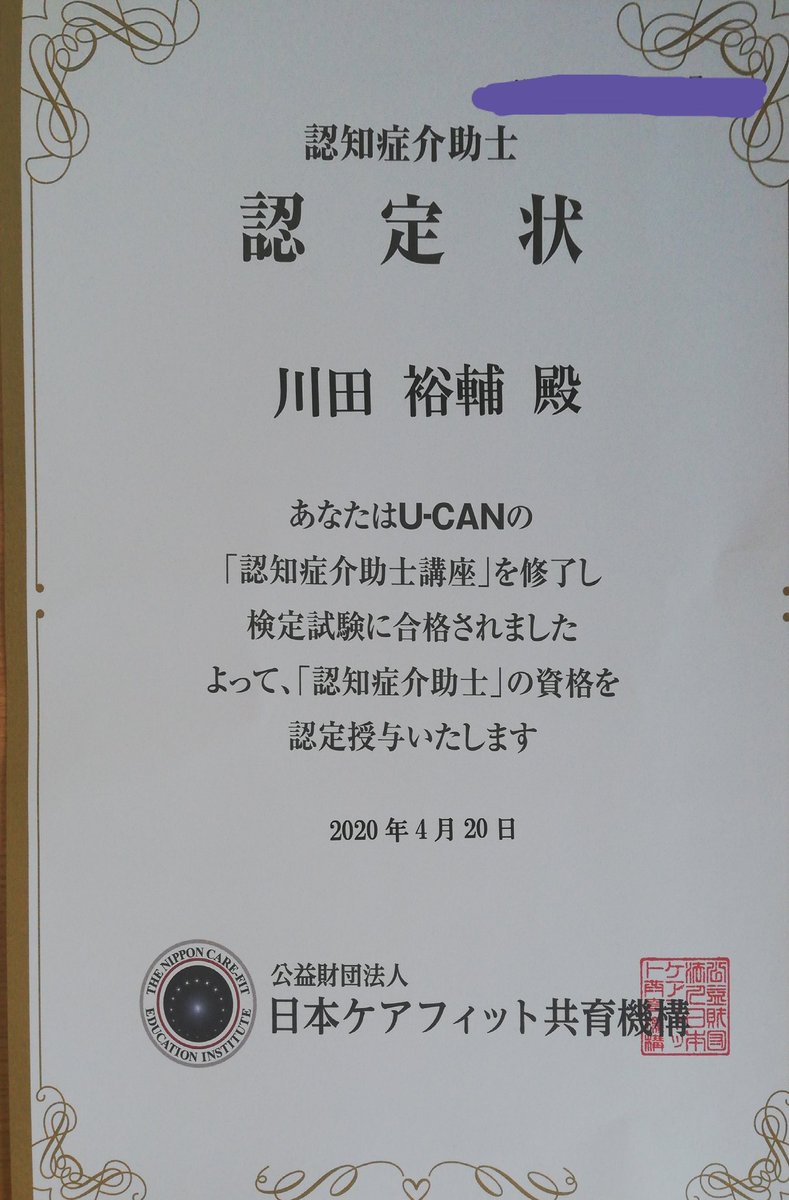 認知症介助士
認定状
川田 裕輔 殿
あなたはU-CANの
「認知症介助士講座」を修了し
検定試験に合格されました
よって、「認知症介助士」の資格を
認定授与いたします
2020年4月20日
THE NIPPON CARE-FIT
EDUCATION INSTITUTE
公益財団法人
日本ケアフィット共育機構